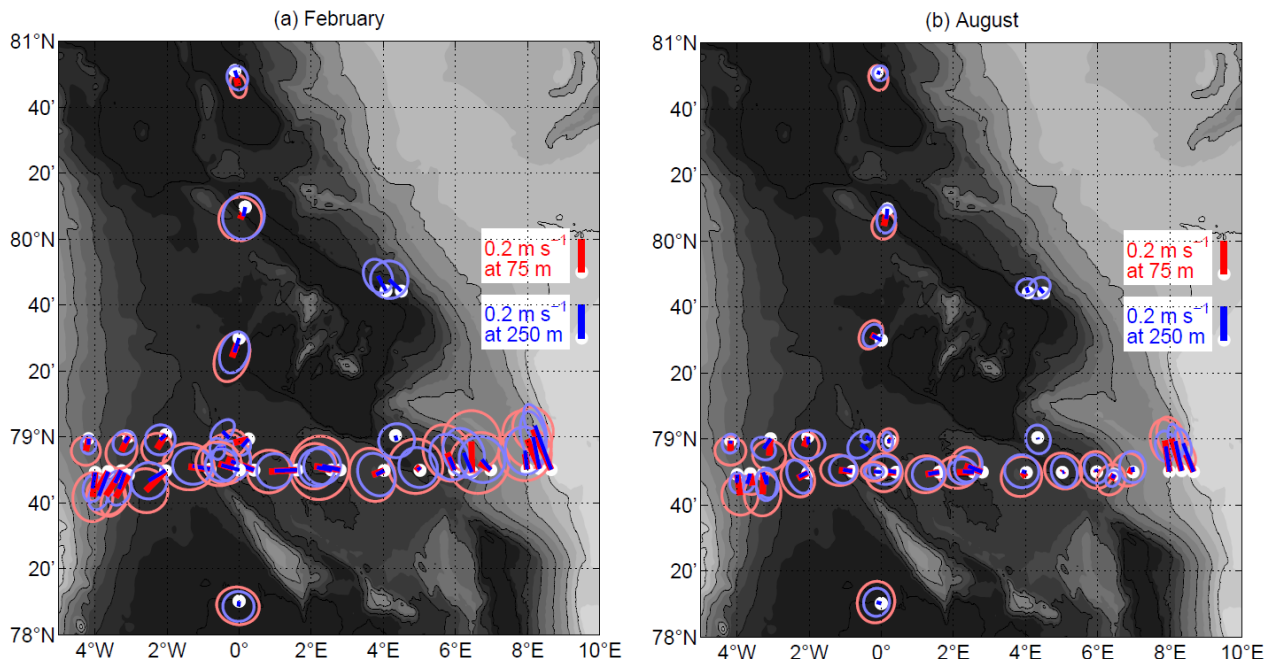 (a) February
(b) August
81°N
40'
20'
80°N
40'
20'
79°N
40'
20'
78°N
4°W
2°W
0°
2°E
4°E
6°E
8°E
10°E
0.2 m s⁻¹
at 75 m
0.2 m s⁻¹
at 250 m
81°N
40'
20'
80°N
40'
20'
79°N
40'
20'
78°N
4°W
2°W
0°
2°E
4°E
6°E
8°E
10°E
0.2 m s⁻¹
at 75 m
0.2 m s⁻¹
at 250 m